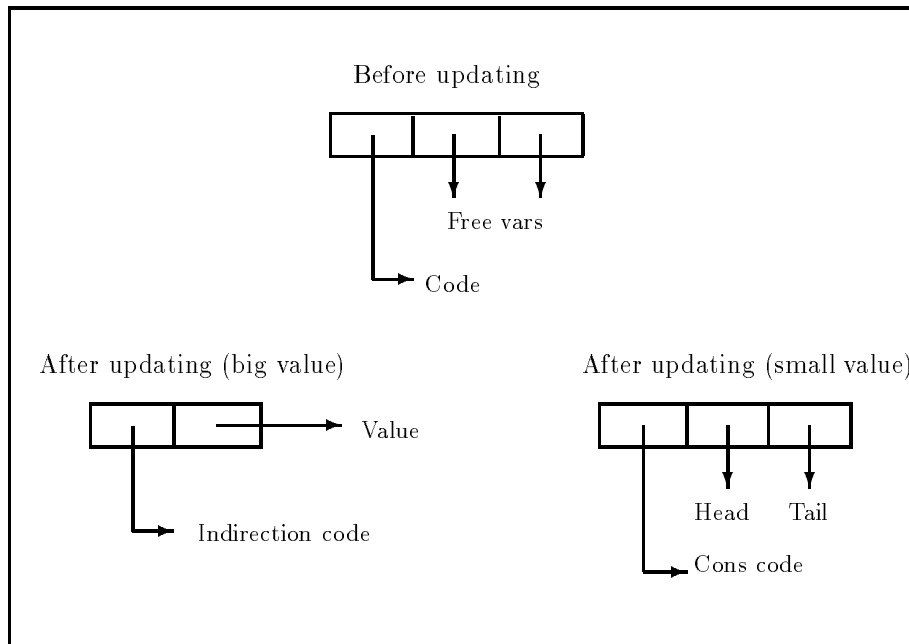 Before updating
Free vars
Code
After updating (big value)
Value
Indirection code
After updating (small value)
Head
Tail
Cons code